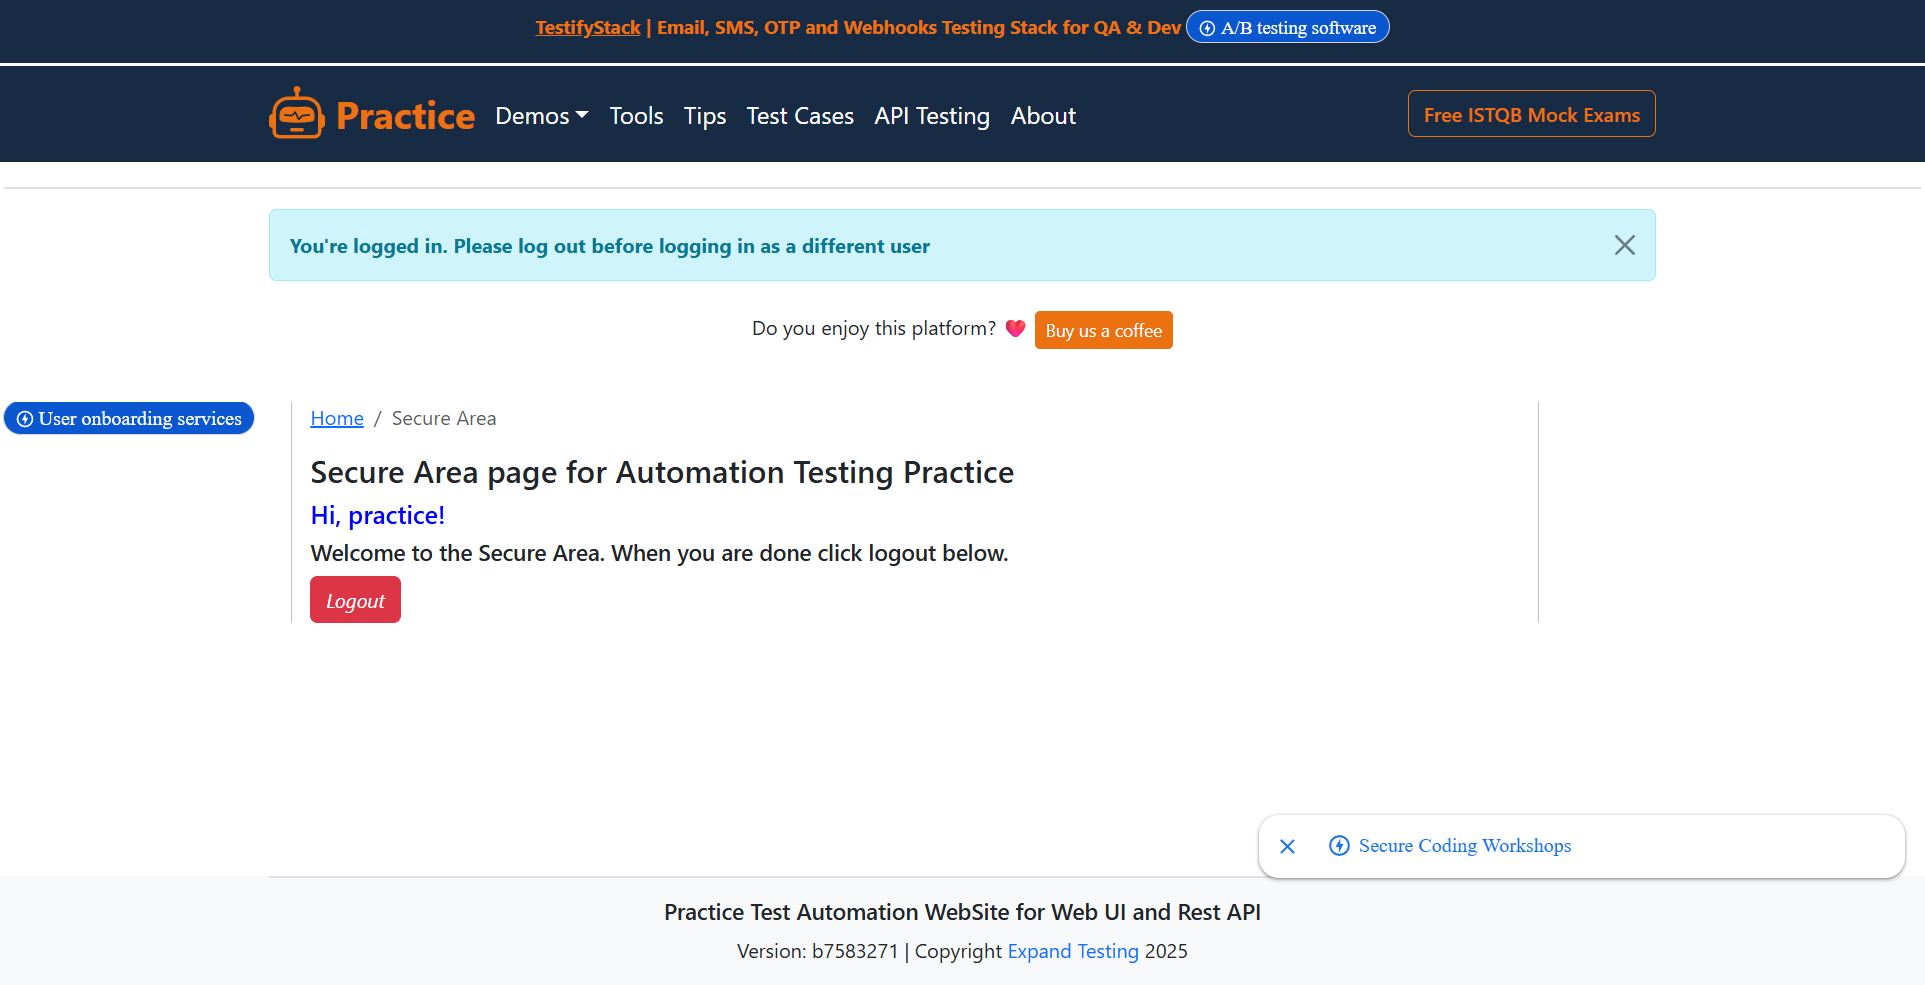 TestifyStack | Email, SMS, OTP and Webhooks Testing Stack for QA & Dev A/B testing software
Practice Demos Tools Tips Test Cases API Testing About Free ISTQB Mock Exams
You're logged in. Please log out before logging in as a different user
Do you enjoy this platform? Buy us a coffee
User onboarding services
Home / Secure Area
Secure Area page for Automation Testing Practice
Hi, practice!
Welcome to the Secure Area. When you are done click logout below.
Logout
Secure Coding Workshops
Practice Test Automation WebSite for Web UI and Rest API
Version: b7583271 | Copyright Expand Testing 2025